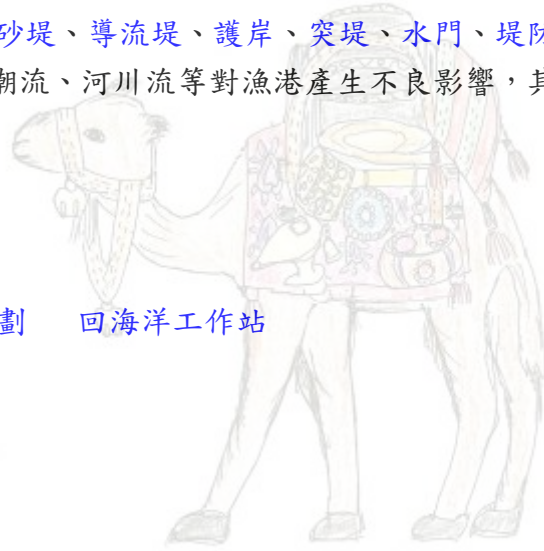 砂堤、導流堤、護岸、突堤、水門、堤防
潮流、河川流等對漁港產生不良影響，其
劃 回海洋工作站